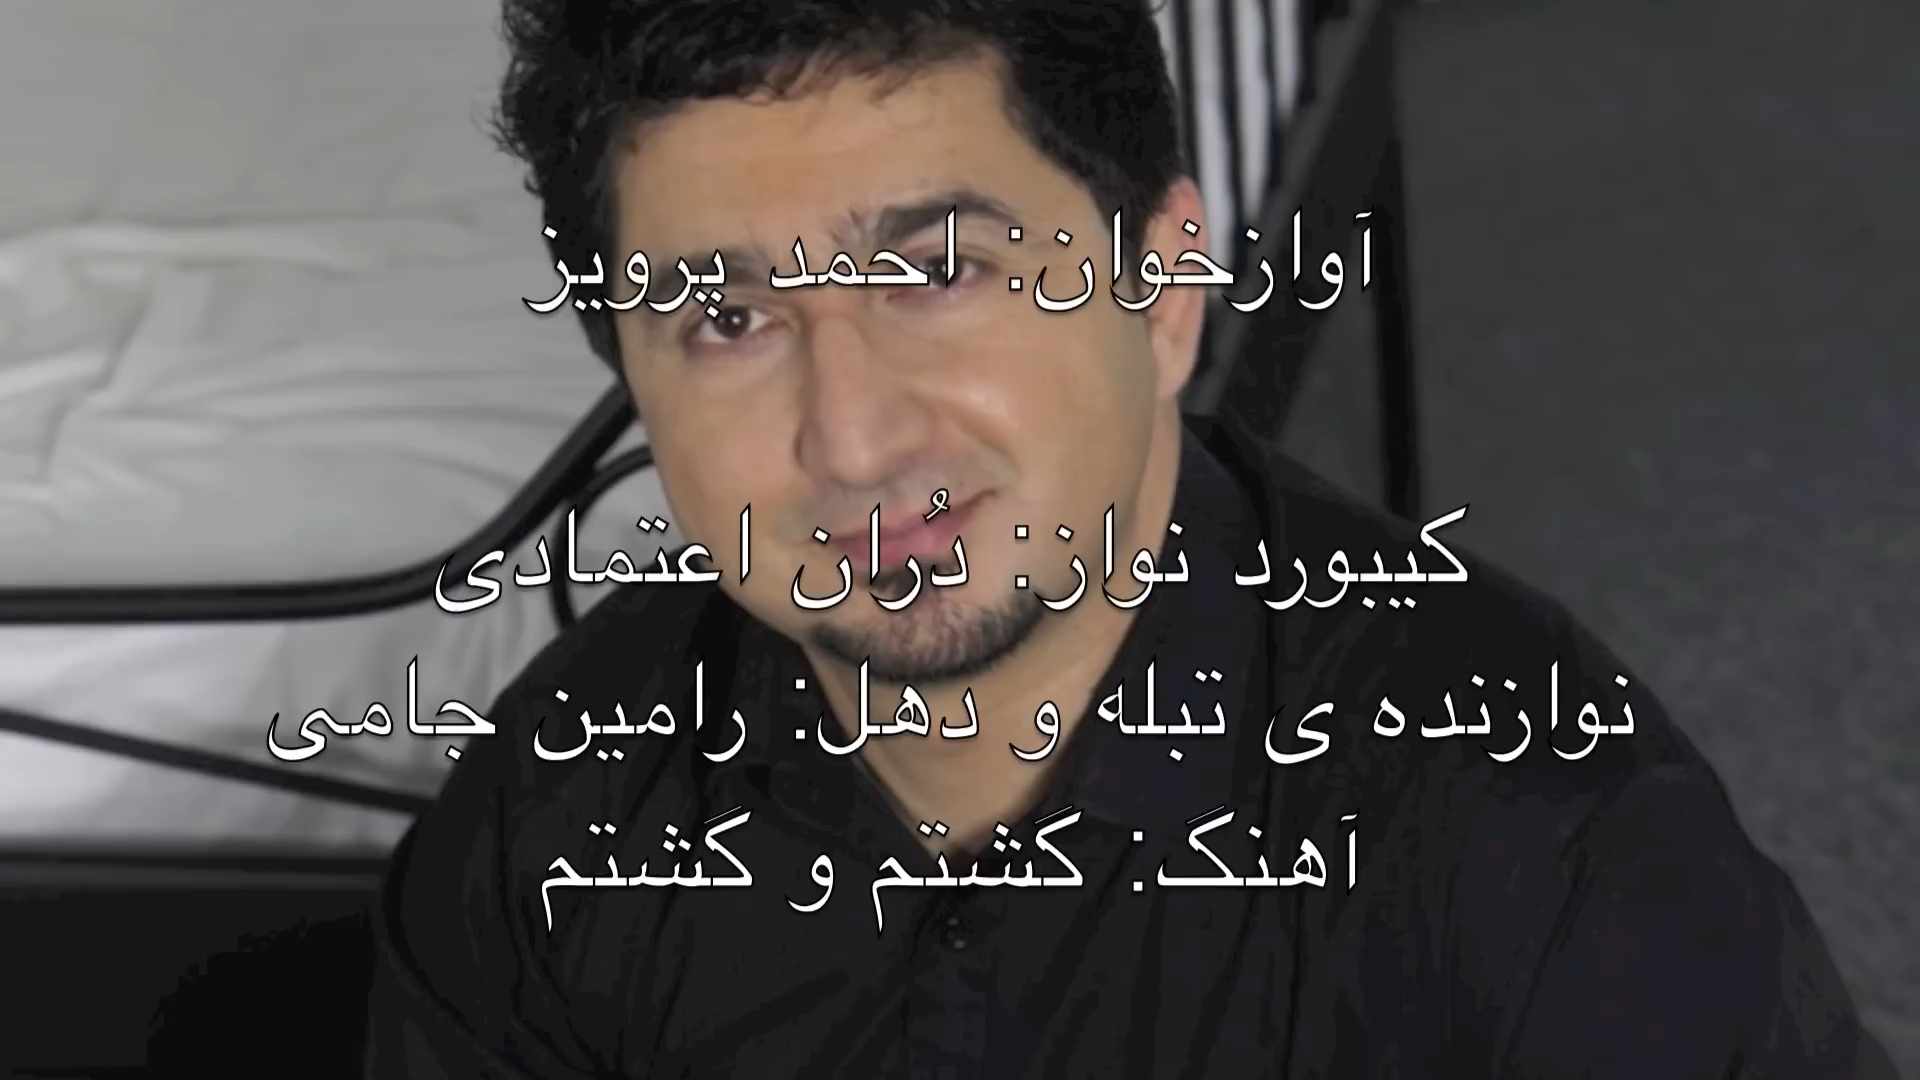 آوازخوان: احمد پرویز
کیبورد نواز: دُران اعتمادی
نوازنده ی تبله و دهل: رامین جامی
آهنگ: گشتم و گشتم